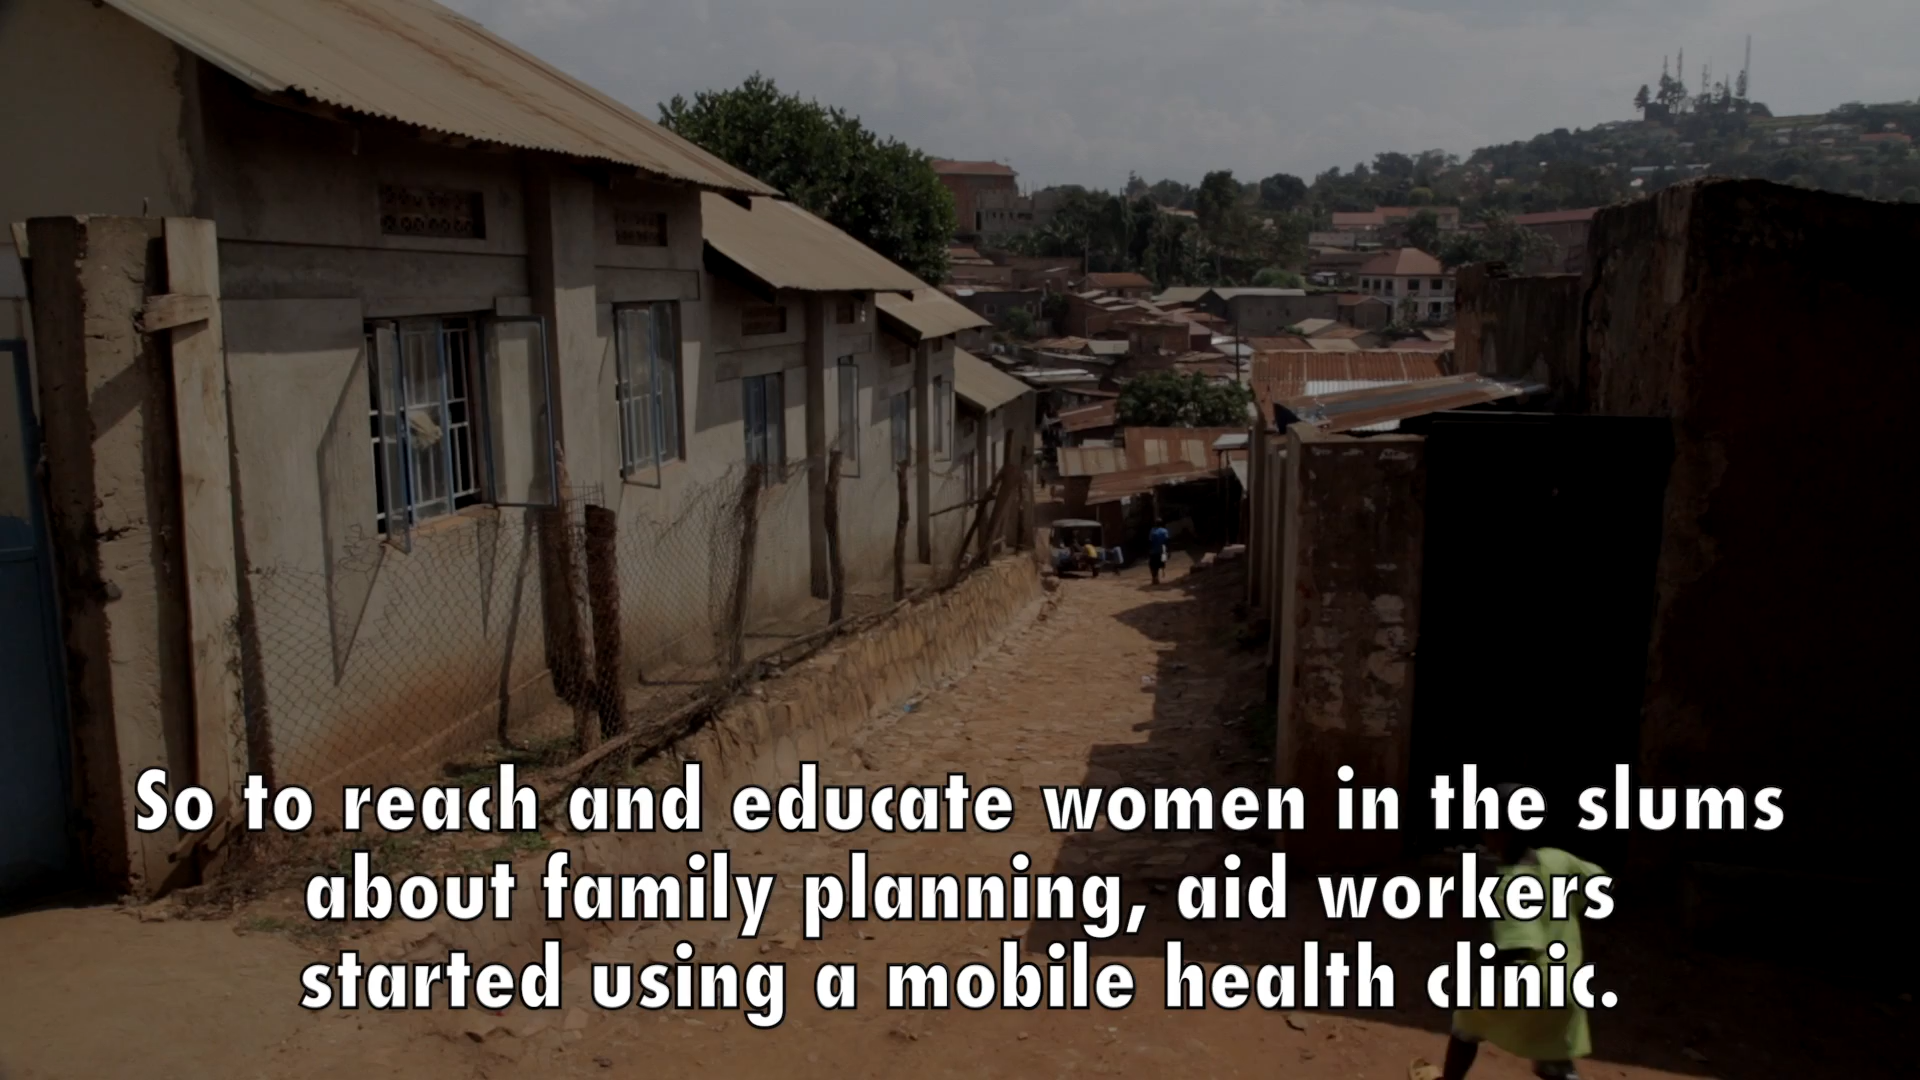 So to reach and educate women in the slums
about family planning, aid workers
started using a mobile health clinic.